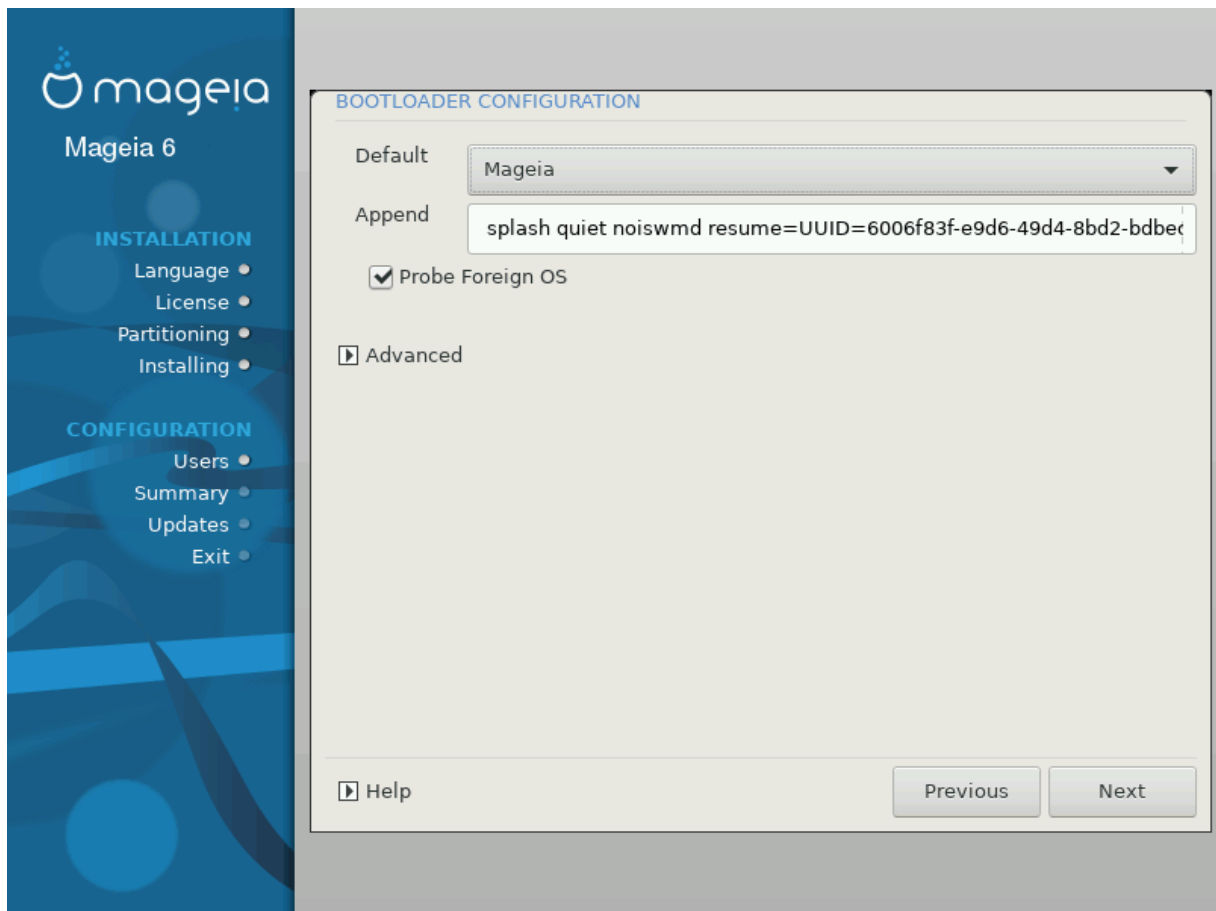 mageia
Mageia 6
INSTALLATION
Language
License
Partitioning
Installing
CONFIGURATION
Users
Summary
Updates
Exit
BOOTLOADER CONFIGURATION
Default
Mageia
Append
splash quiet noiswmd resume=UUID=6006f83f-e9d6-49d4-8bd2-bdbec
Probe Foreign OS
Advanced
Help
Previous
Next